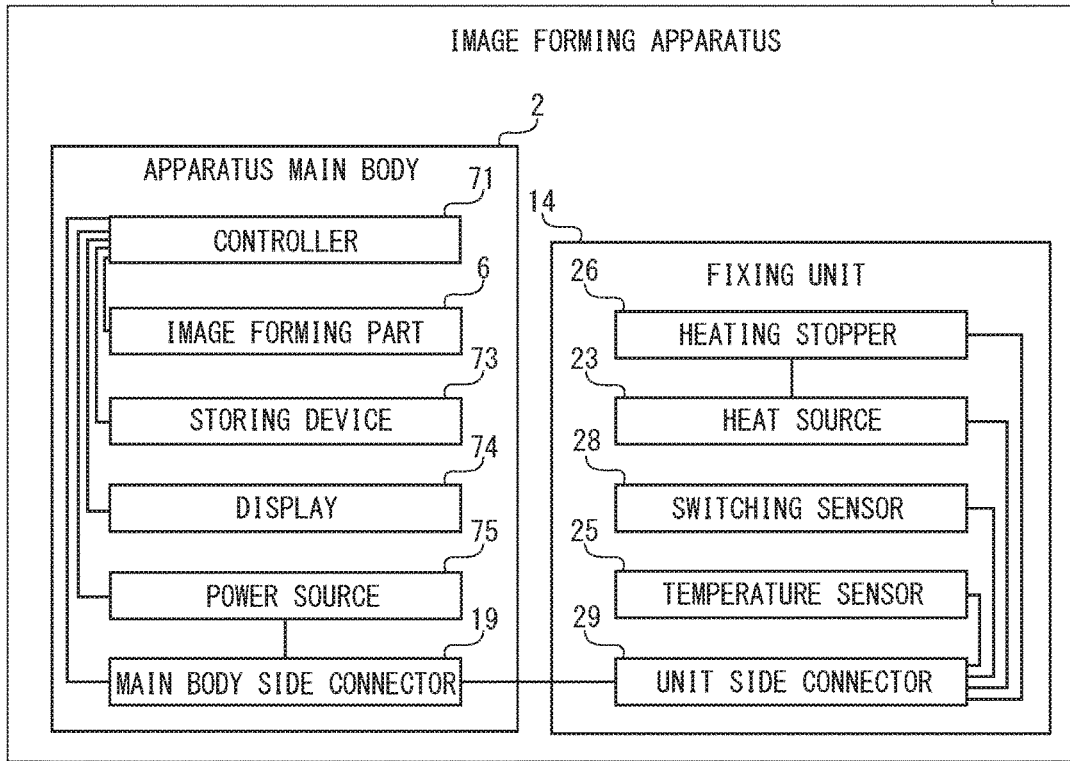 IMAGE FORMING APPARATUS
2
APPARATUS MAIN BODY
71
CONTROLLER
6
IMAGE FORMING PART
73
STORING DEVICE
74
DISPLAY
75
POWER SOURCE
19
MAIN BODY SIDE CONNECTOR
14
FIXING UNIT
26
HEATING STOPPER
23
HEAT SOURCE
28
SWITCHING SENSOR
25
TEMPERATURE SENSOR
29
UNIT SIDE CONNECTOR